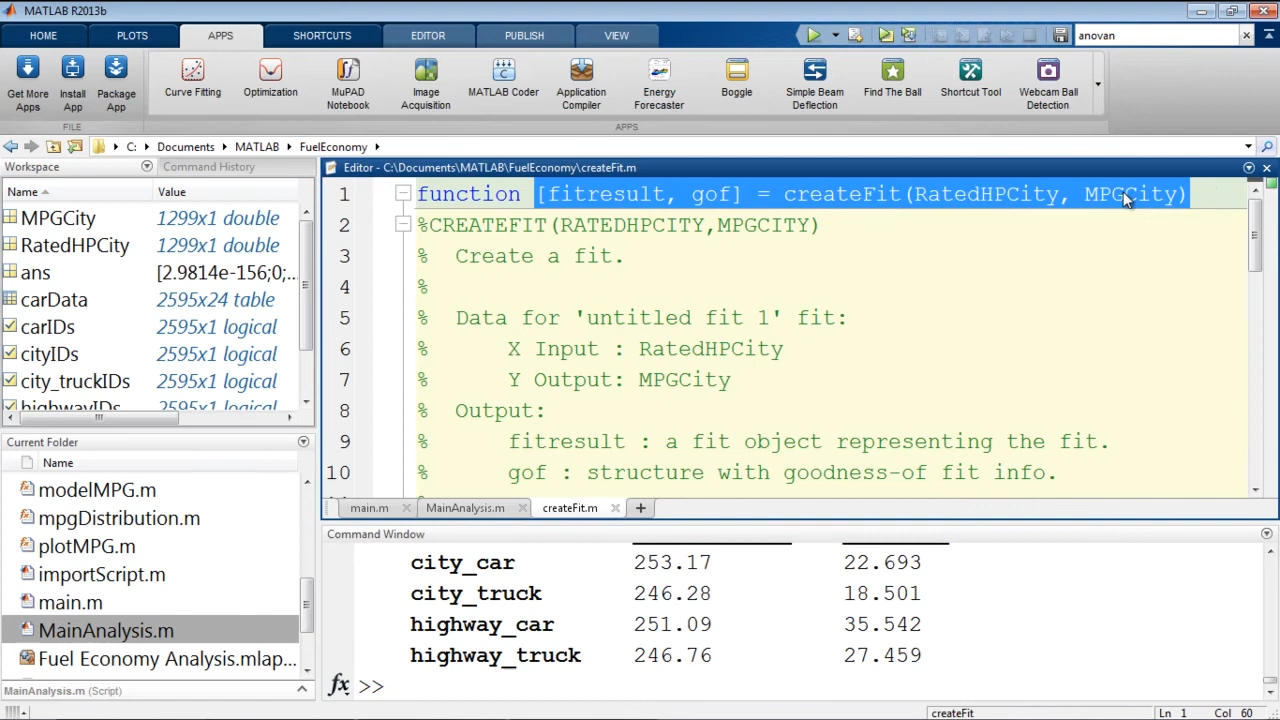 MATLAB R2013b
HOME PLOTS APPS SHORTCUTS EDITOR PUBLISH VIEW anovan
Get More Apps
Install App
Package App
Curve Fitting
Optimization
MuPAD Notebook
Image Acquisition
MATLAB Coder
Application Compiler
Energy Forecaster
Boggle
Simple Beam Deflection
Find The Ball
Shortcut Tool
Webcam Ball Detection
FILE APPS
C: Documents MATLAB FuelEconomy
Workspace Command History
Name Value
MPGCity 1299x1 double
RatedHPCity 1299x1 double
ans [2.9814e-156;0;...
carData 2595x24 table
carIDs 2595x1 logical
cityIDs 2595x1 logical
city_truckIDs 2595x1 logical
highwayIDs 2595x1 logical
Current Folder
Name
modelMPG.m
mpgDistribution.m
plotMPG.m
importScript.m
main.m
MainAnalysis.m
Fuel Economy Analysis.mlap...
MainAnalysis.m (Script)
Editor - C:\Documents\MATLAB\FuelEconomy\createFit.m
1 function [fitresult, gof] = createFit(RatedHPCity, MPGCity)
2 %CREATEFIT(RATEDHPCITY,MPGCITY)
3 % Create a fit.
4 %
5 % Data for 'untitled fit 1' fit:
6 % X Input : RatedHPCity
7 % Y Output: MPGCity
8 % Output:
9 % fitresult : a fit object representing the fit.
10 % gof : structure with goodness-of fit info.
main.m MainAnalysis.m createFit.m
Command Window
city_car 253.17 22.693
city_truck 246.28 18.501
highway_car 251.09 35.542
highway_truck 246.76 27.459
fx >>
createFit Ln 1 Col 60